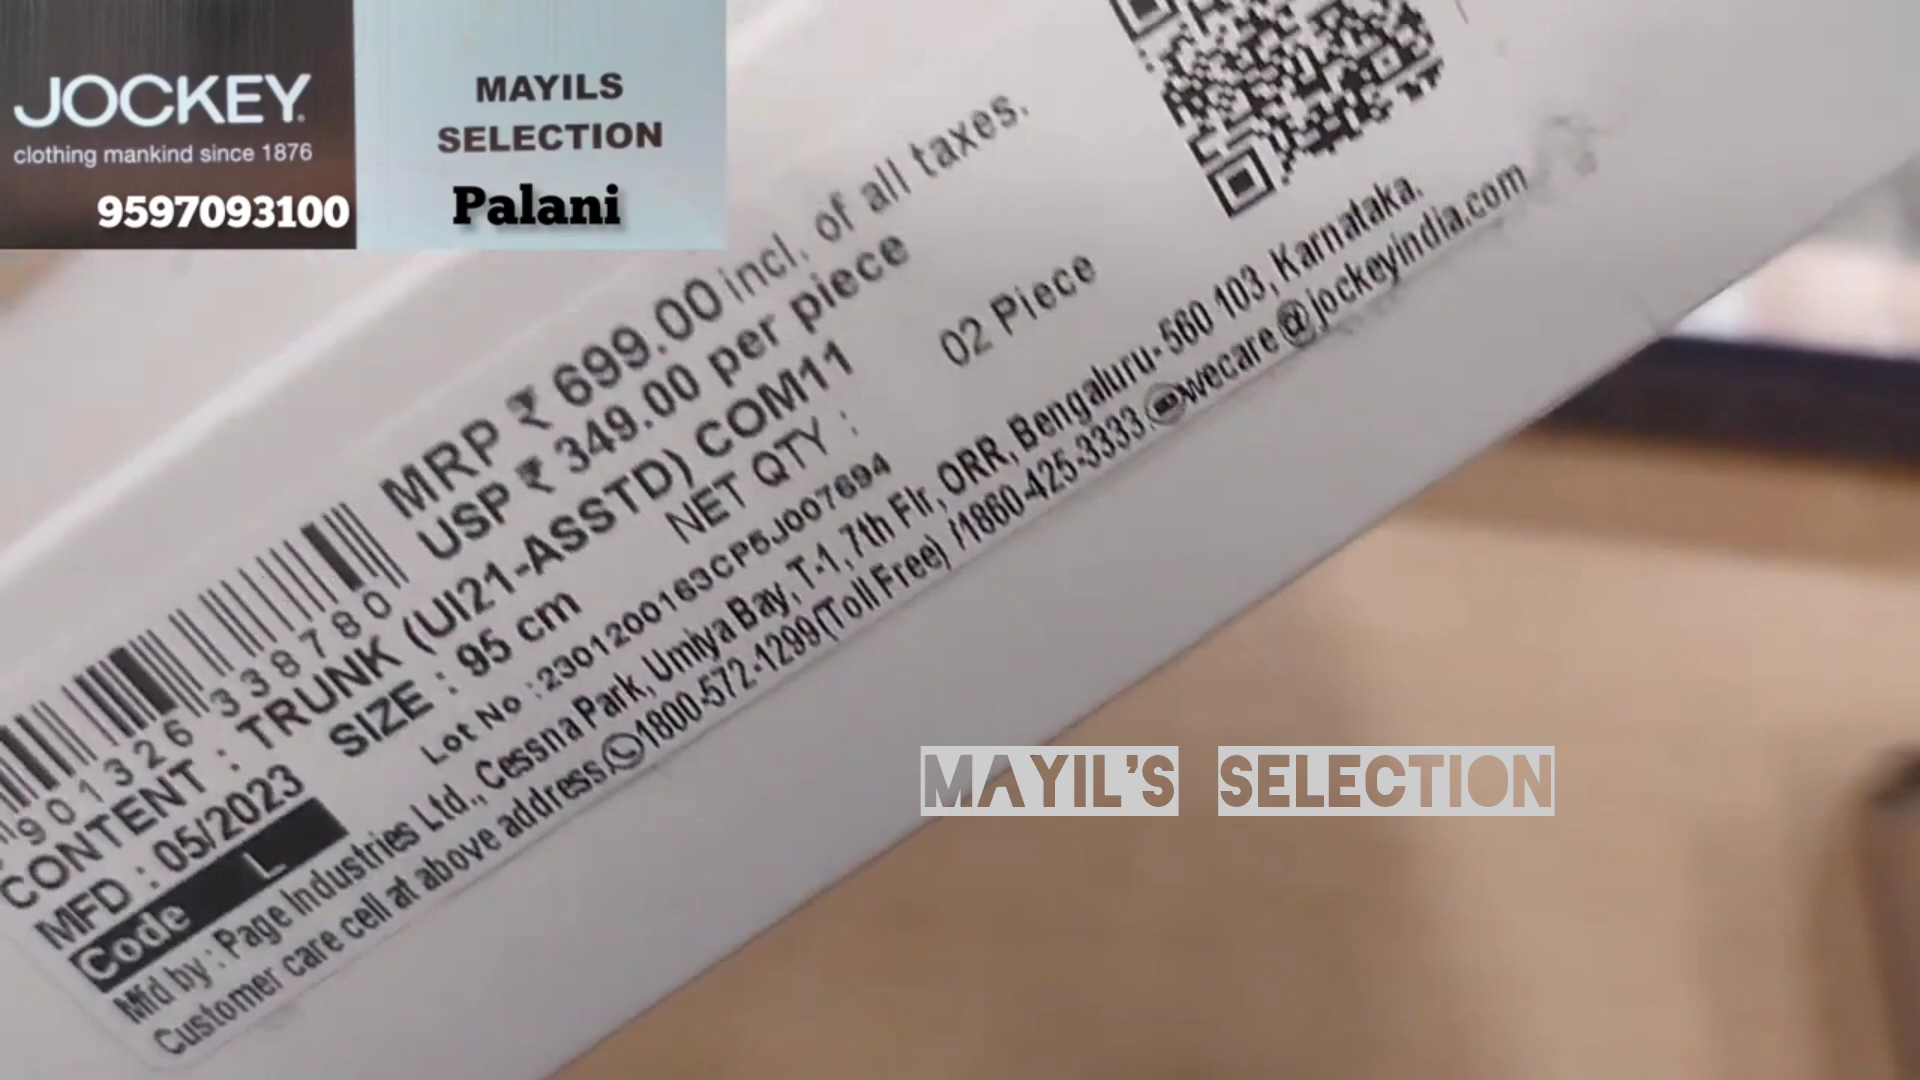 JOCKEY
clothing mankind since 1876
9597093100
MAYILS
SELECTION
Palani
MRP ₹ 699.00 incl. of all taxes.
USP ₹ 349.00 per piece
901326 338780
CONTENT : TRUNK (UI21-ASSTD) COM11
MFD : 05/2023 SIZE : 95 cm NET QTY : 02 Piece
Code L
Lot No :2301200163CP5J007694
Mfd by : Page Industries Ltd., Cessna Park, Umiya Bay, T-1, 7th Flr, ORR, Bengaluru- 560 103, Karnataka.
Customer care cell at above address. 1800-572-1299(Toll Free) /1860-425-3333. wecare@jockeyindia.com
MAYIL'S SELECTION